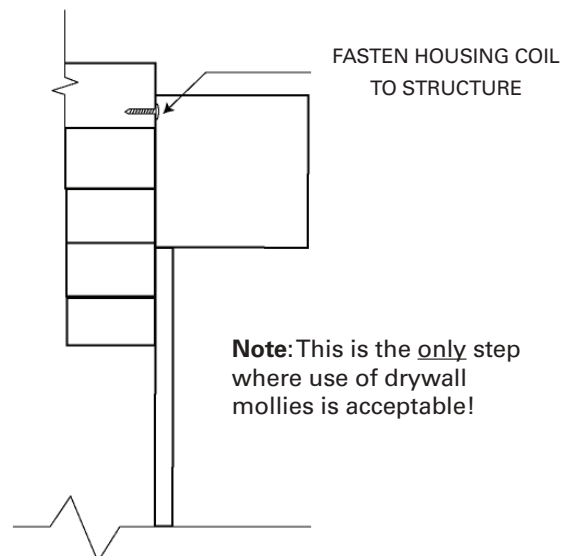 FASTEN HOUSING COIL
TO STRUCTURE
Note: This is the only step
where use of drywall
mollies is acceptable!